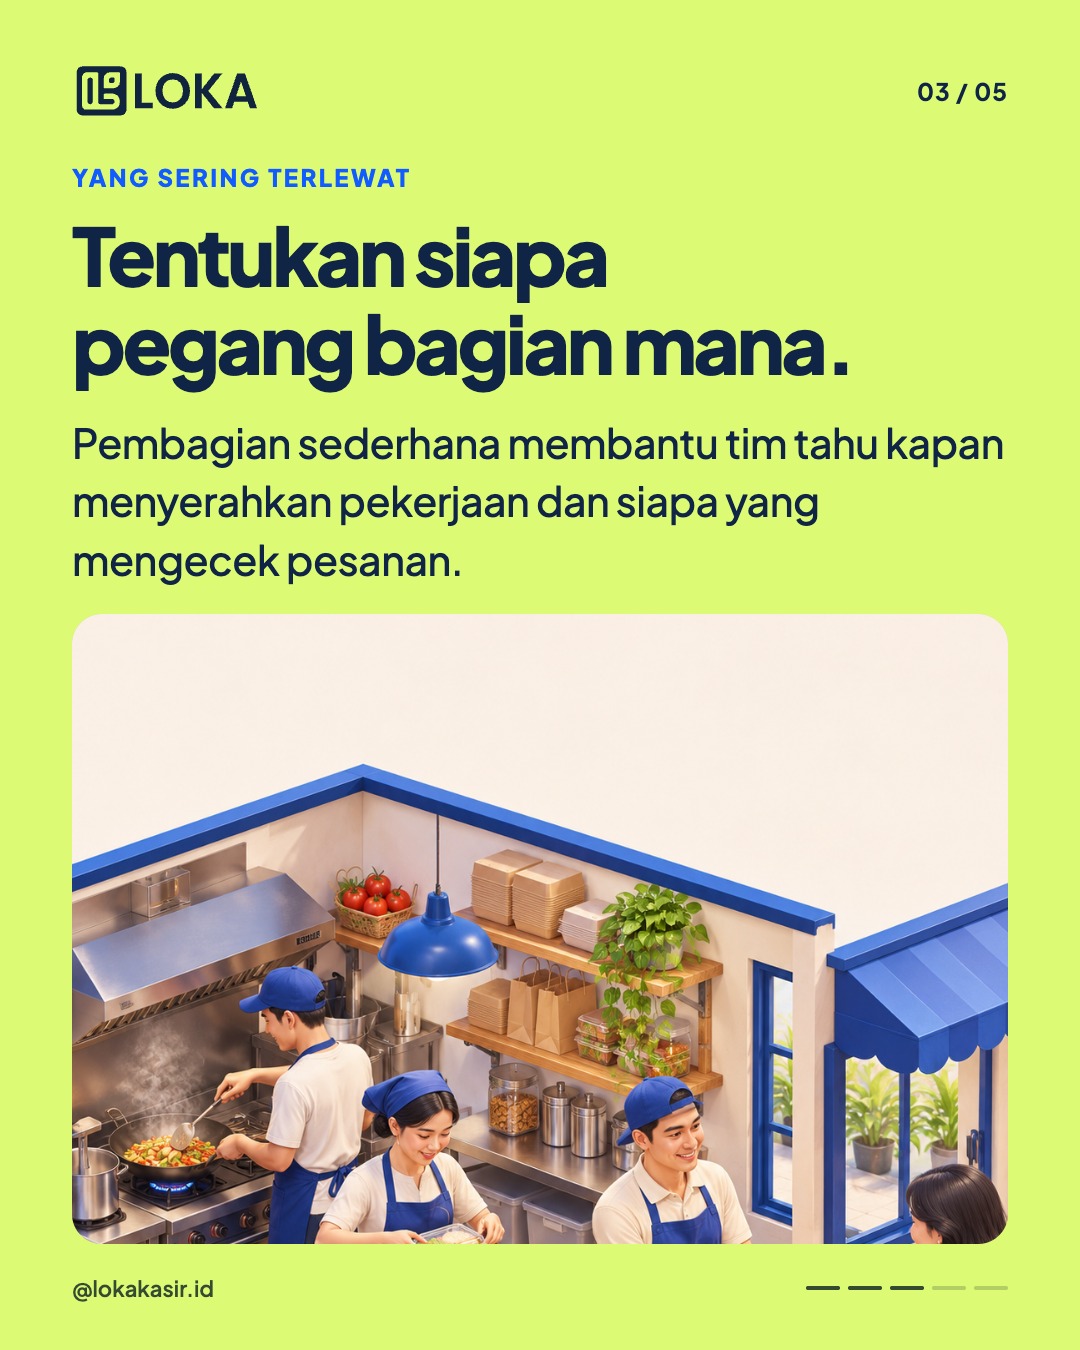 LOKA
03 / 05
YANG SERING TERLEWAT
Tentukan siapa
pegang bagian mana.
Pembagian sederhana membantu tim tahu kapan
menyerahkan pekerjaan dan siapa yang
mengecek pesanan.
@lokakasir.id